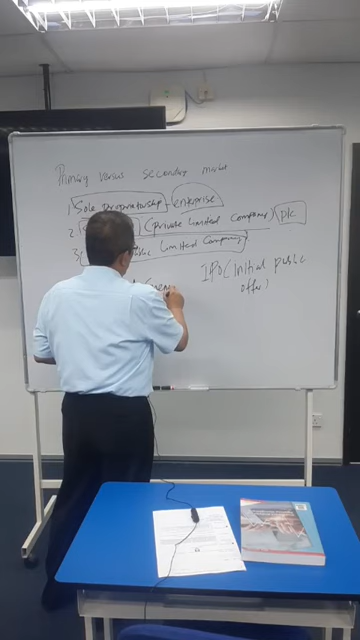 Primary versus secondary market
1. Sole proprietorship - enterprise
2. (private limited company) plc
3( public limited company)
IPO (initial public
offer)